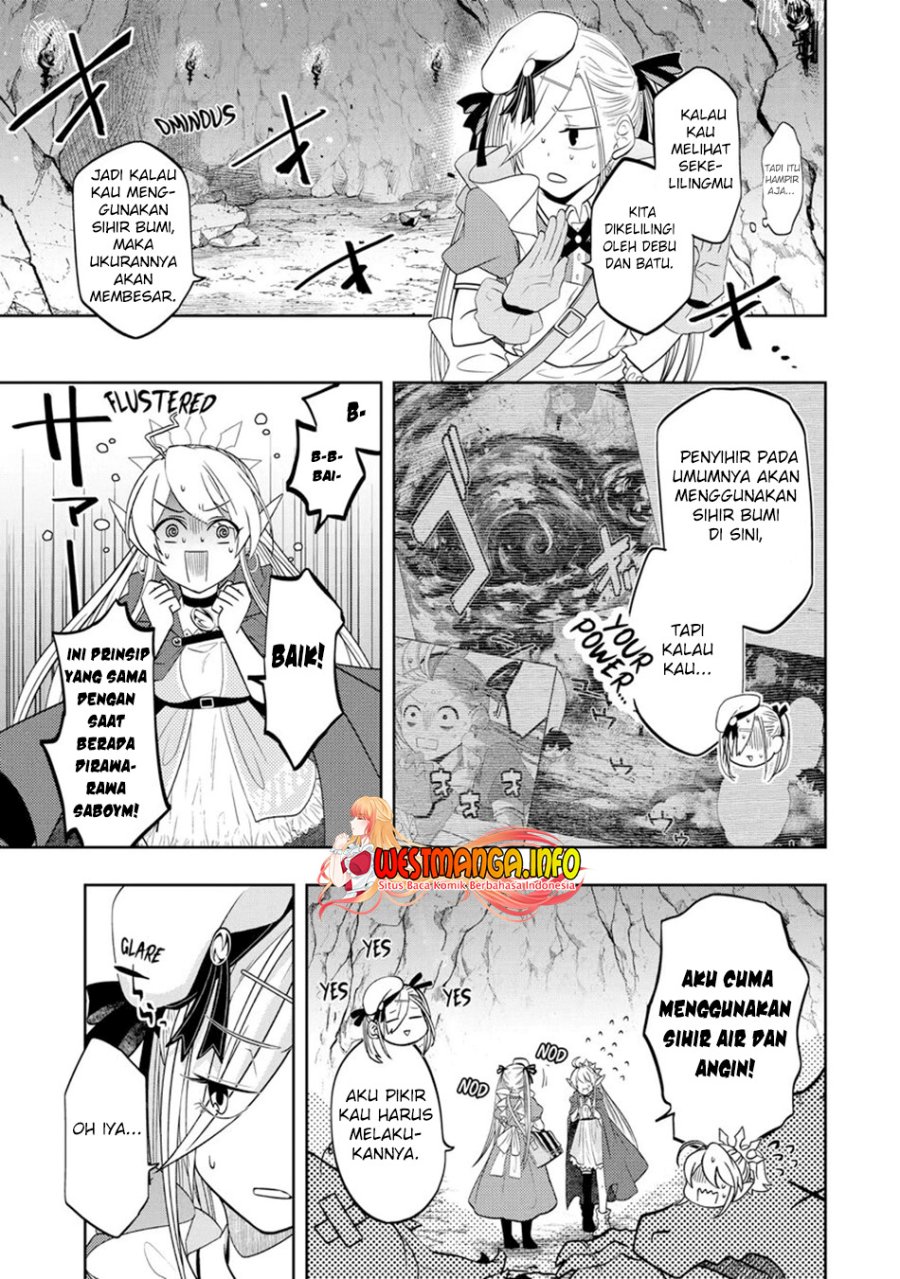 TADI ITU
HAMPIR
AJA...
KALAU
KAU
MELIHAT
SEKE-
LILINGMU
KITA
DIKELILINGI
OLEH DEBU
DAN BATU.
OMINOUS
JADI KALAU
KAU MENG-
GUNAKAN
SIHIR BUMI,
MAKA
UKURANNYA
AKAN
MEMBESAR.
PENYIHIR PADA
UMUMNYA AKAN
MENGGUNAKAN
SIHIR BUMI
DI SINI,
TAPI
KALAU
KAU...
YOUR
POWER...
FLUSTERED
B-
B-B-
BAI-
BAIK!
INI PRINSIP
YANG SAMA
DENGAN
SAAT
BERADA
DIRAWA-
RAWA
SABOYM!
WESTMANGA.INFO
Situs Baca Komik Berbahasa Indonesia
AKU CUMA
MENGGUNAKAN
SIHIR AIR DAN
ANGIN!
YES
YES
YES
NOD
NOD
AKU PIKIR
KAU HARUS
MELAKU-
KANNYA.
GLARE
OH IYA...